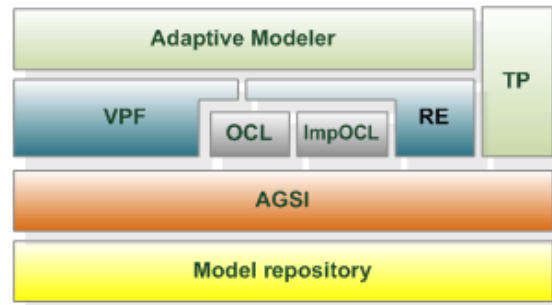 Adaptive Modeler
TP
VPF
OCL
ImpOCL
RE
AGSI
Model repository